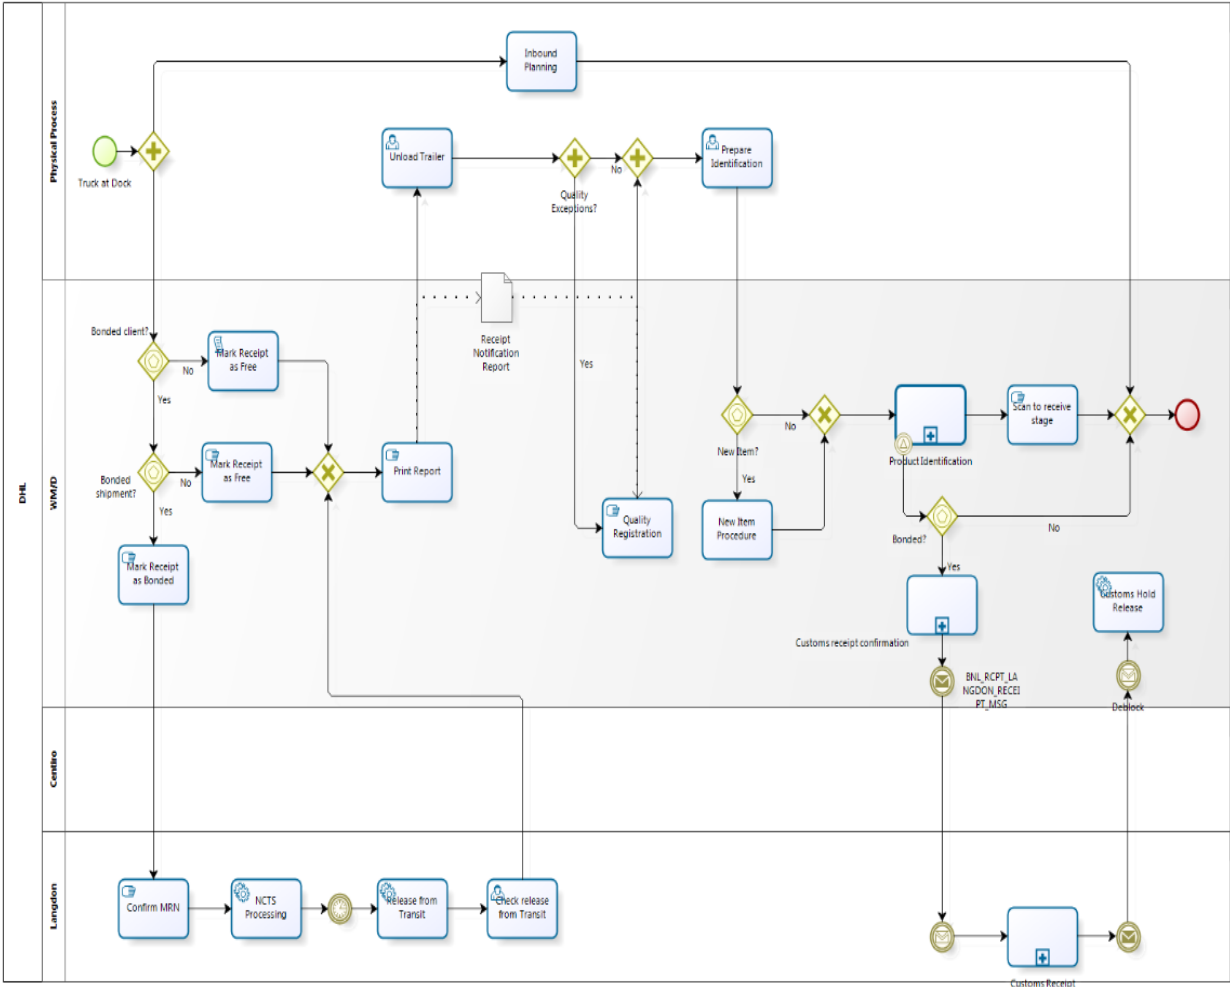 Inbound
Planning
Physical Process
Truck at Dock
Unload Trailer
No
Quality
Exceptions?
Prepare
Identification
DHL
WM/D
Bonded client?
No
Yes
Mark Receipt
as Free
Receipt
Notification
Report
Yes
Bonded
shipment?
No
Yes
Mark Receipt
as Free
Print Report
Mark Receipt
as Bonded
Quality
Registration
New Item?
No
Yes
New Item
Procedure
Product Identification
Scan to receive
stage
Bonded?
No
Yes
Customs receipt confirmation
BNL_RCPT_LA
NGDON_RECEI
PT_MSG
Customs Hold
Release
Deblock
Centiro
Langdon
Confirm MRN
NCTS
Processing
Release from
Transit
Check release
from Transit
Customs Receipt